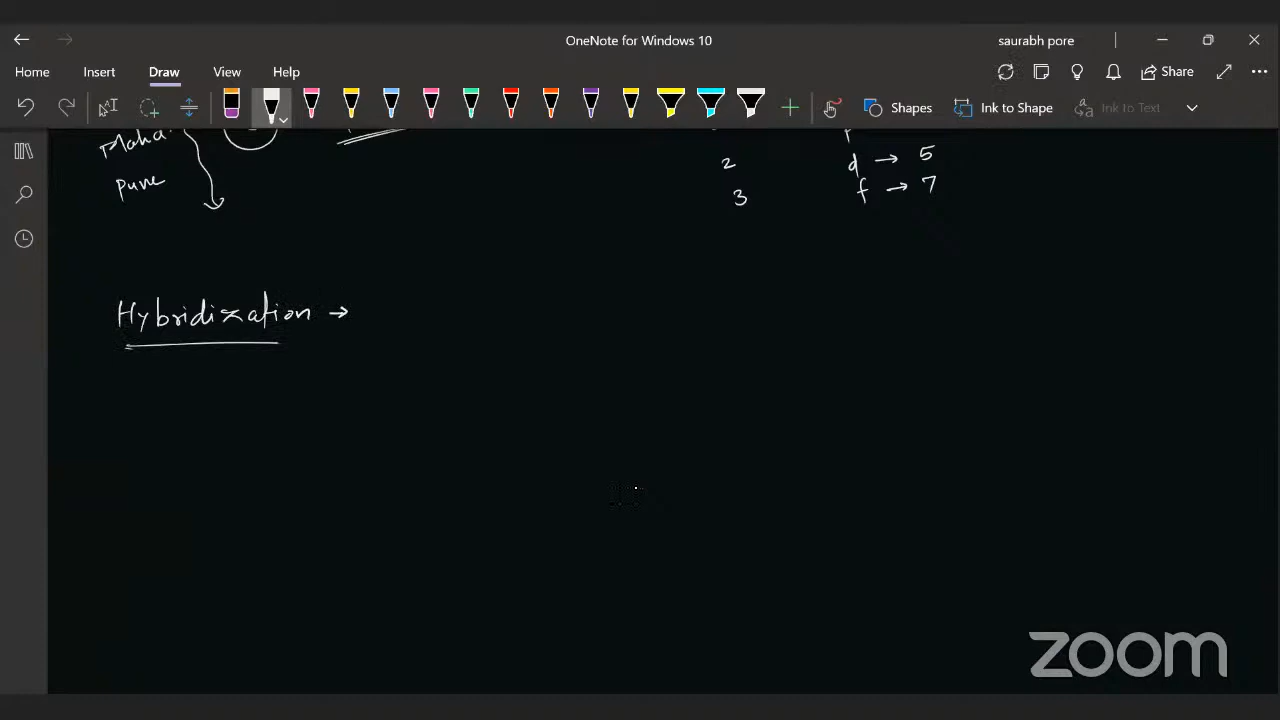 OneNote for Windows 10
saurabh pore
Home Insert Draw View Help
Share
Shapes
Ink to Shape
Ink to Text
Pune
2 d → 5
3 f → 7
Hybridization →
zoom